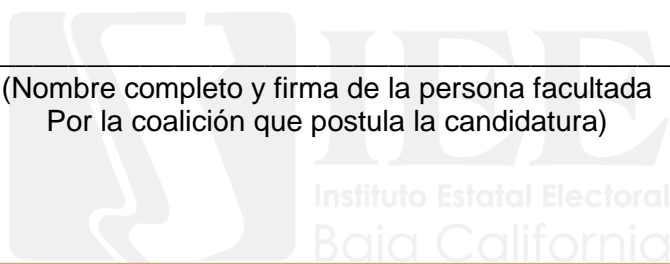 (Nombre completo y firma de la persona facultada
Por la coalición que postula la candidatura)
IEE
Instituto Estatal Electoral
Baja California